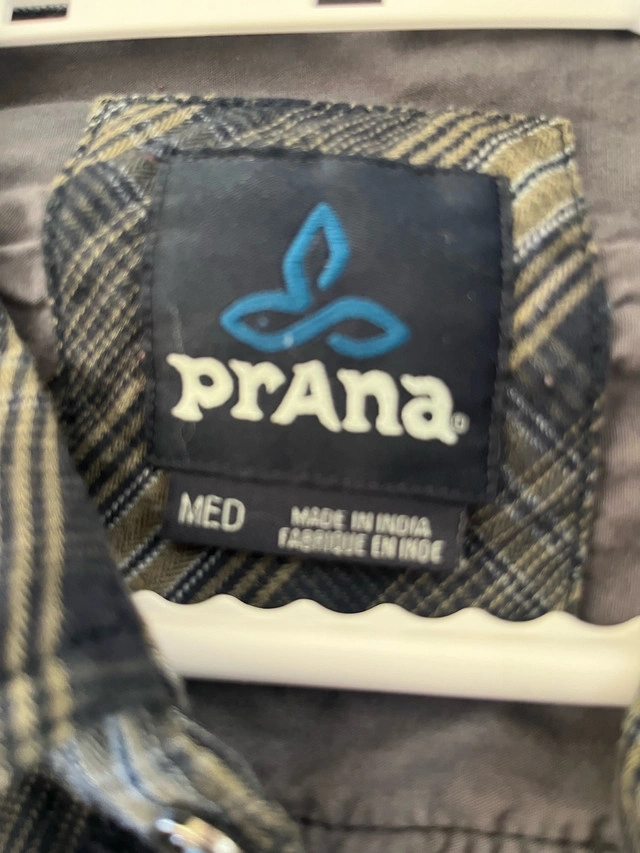 prAna
MED
MADE IN INDIA
FABRIQUE EN INDE